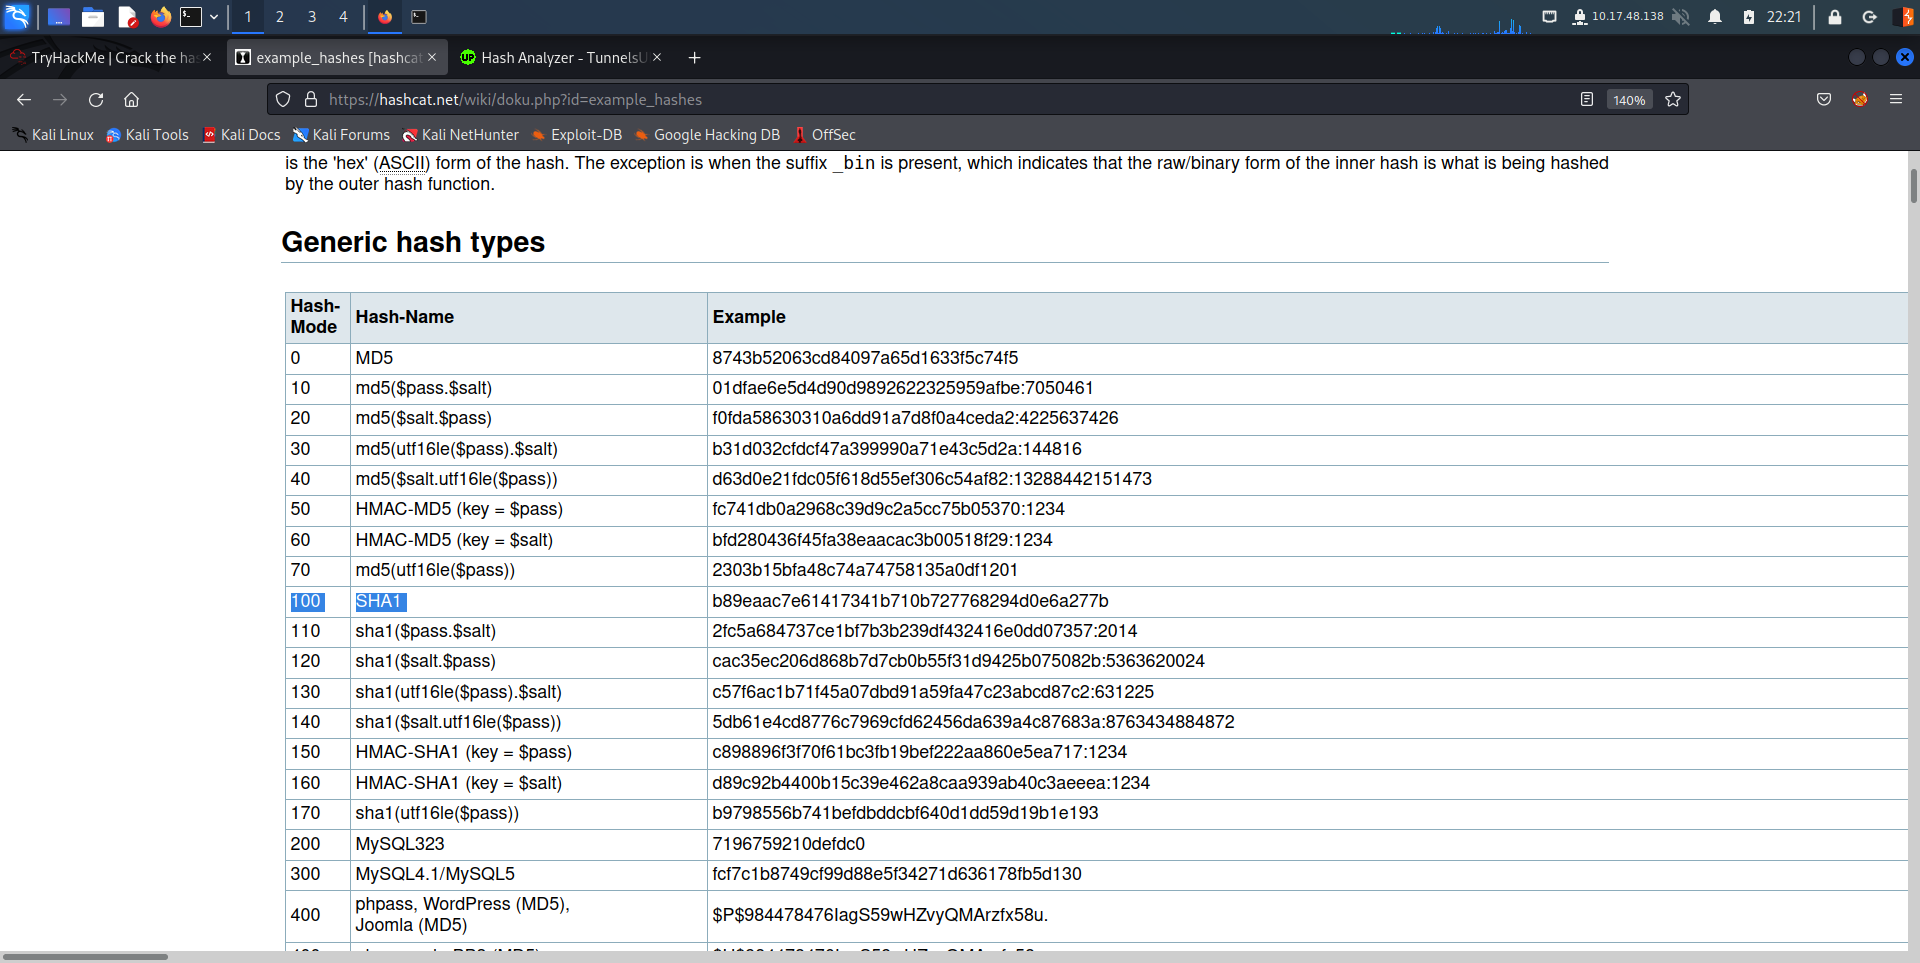 1 2 3 4 10.17.48.138 22:21
TryHackMe | Crack the has example_hashes [hashcat Hash Analyzer - TunnelsU
https://hashcat.net/wiki/doku.php?id=example_hashes 140%
Kali Linux Kali Tools Kali Docs Kali Forums Kali NetHunter Exploit-DB Google Hacking DB OffSec
is the 'hex' (ASCII) form of the hash. The exception is when the suffix _bin is present, which indicates that the raw/binary form of the inner hash is what is being hashed
by the outer hash function.
Generic hash types
Hash-
Mode Hash-Name Example
0 MD5 8743b52063cd84097a65d1633f5c74f5
10 md5($pass.$salt) 01dfae6e5d4d90d9892622325959afbe:7050461
20 md5($salt.$pass) f0fda58630310a6dd91a7d8f0a4ceda2:4225637426
30 md5(utf16le($pass).$salt) b31d032cfdcf47a399990a71e43c5d2a:144816
40 md5($salt.utf16le($pass)) d63d0e21fdc05f618d55ef306c54af82:13288442151473
50 HMAC-MD5 (key = $pass) fc741db0a2968c39d9c2a5cc75b05370:1234
60 HMAC-MD5 (key = $salt) bfd280436f45fa38eaacac3b00518f29:1234
70 md5(utf16le($pass)) 2303b15bfa48c74a74758135a0df1201
100 SHA1 b89eaac7e61417341b710b727768294d0e6a277b
110 sha1($pass.$salt) 2fc5a684737ce1bf7b3b239df432416e0dd07357:2014
120 sha1($salt.$pass) cac35ec206d868b7d7cb0b55f31d9425b075082b:5363620024
130 sha1(utf16le($pass).$salt) c57f6ac1b71f45a07dbd91a59fa47c23abcd87c2:631225
140 sha1($salt.utf16le($pass)) 5db61e4cd8776c7969cfd62456da639a4c87683a:8763434884872
150 HMAC-SHA1 (key = $pass) c898896f3f70f61bc3fb19bef222aa860e5ea717:1234
160 HMAC-SHA1 (key = $salt) d89c92b4400b15c39e462a8caa939ab40c3aeeea:1234
170 sha1(utf16le($pass)) b9798556b741befdbddcbf640d1dd59d19b1e193
200 MySQL323 7196759210defdc0
300 MySQL4.1/MySQL5 fcf7c1b8749cf99d88e5f34271d636178fb5d130
400 phpass, WordPress (MD5),
Joomla (MD5) $P$984478476IagS59wHZvyQMArzfx58u.